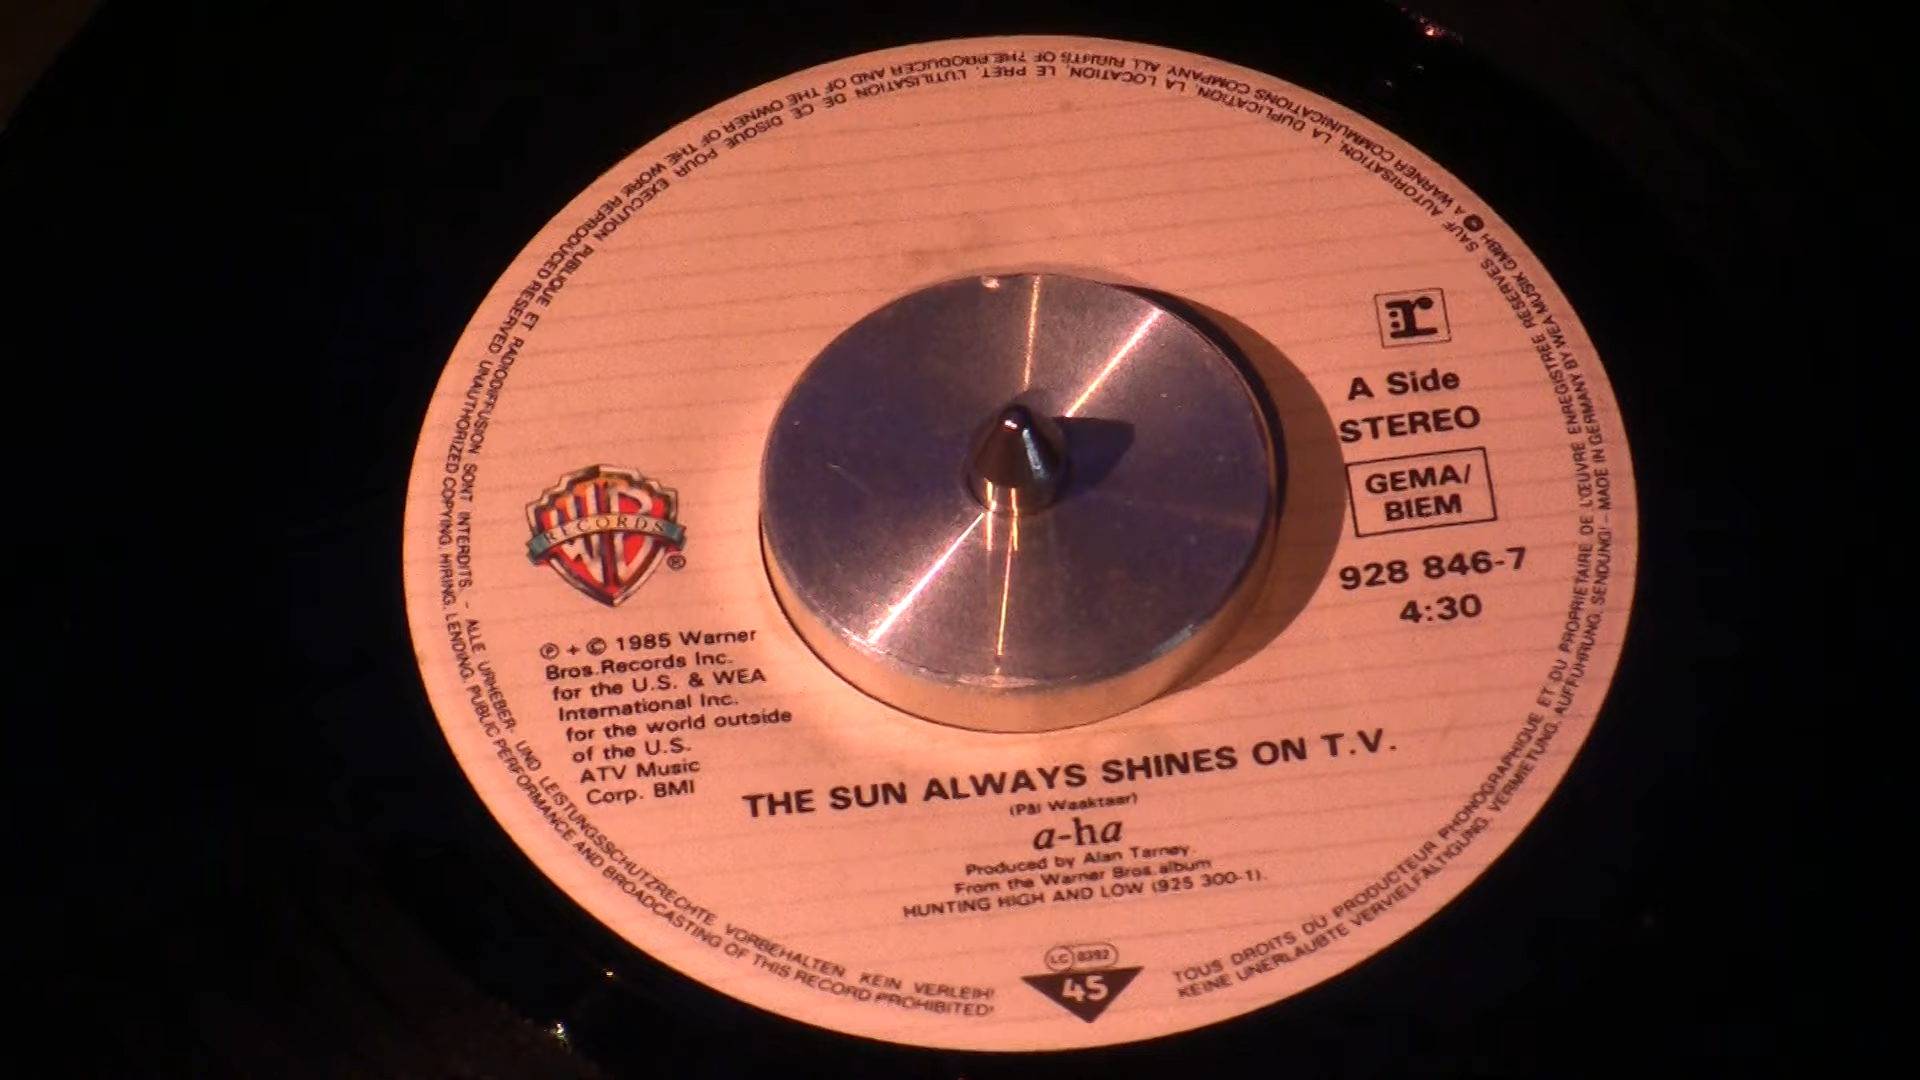 r:
A Side
STEREO
GEMA/
BIEM
928 846-7
4:30
WB
RECORDS
®
℗ + © 1985 Warner
Bros. Records Inc.
for the U.S. & WEA
International Inc.
for the world outside
of the U.S.
ATV Music
Corp. BMI
THE SUN ALWAYS SHINES ON T.V.
(Pål Waaktaar)
a-ha
Produced by Alan Tarney.
From the Warner Bros. album
HUNTING HIGH AND LOW (925 300-1).
LC 0392
45
TOUS DROITS DU PRODUCTEUR PHONOGRAPHIQUE ET DU PROPRIETAIRE DE L'ŒUVRE ENREGISTREE RESERVES. SAUF AUTORISATION, LA DUPLICATION, LA LOCATION, LE PRET, L'UTILISATION DE CE DISQUE POUR EXECUTION PUBLIQUE ET RADIODIFFUSION SONT INTERDITS. – ALLE URHEBER- UND LEISTUNGSSCHUTZRECHTE VORBEHALTEN KEIN VERLEIH!
KEINE UNERLAUBTE VERVIELFÄLTIGUNG, VERMIETUNG, AUFFÜHRUNG, SENDUNG! – MADE IN GERMANY BY WEA MUSIK GMBH A WARNER COMMUNICATIONS COMPANY ALL RIGHTS OF THE PRODUCER AND OF THE OWNER OF THE WORK REPRODUCED RESERVED UNAUTHORIZED COPYING, HIRING, LENDING, PUBLIC PERFORMANCE AND BROADCASTING OF THIS RECORD PROHIBITED!